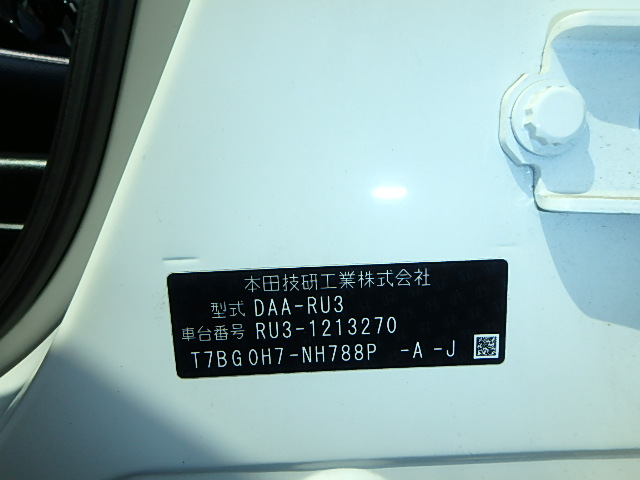 本田技研工業株式会社
型式 DAA-RU3
車台番号 RU3-1213270
T7BG0H7-NH788P -A -J